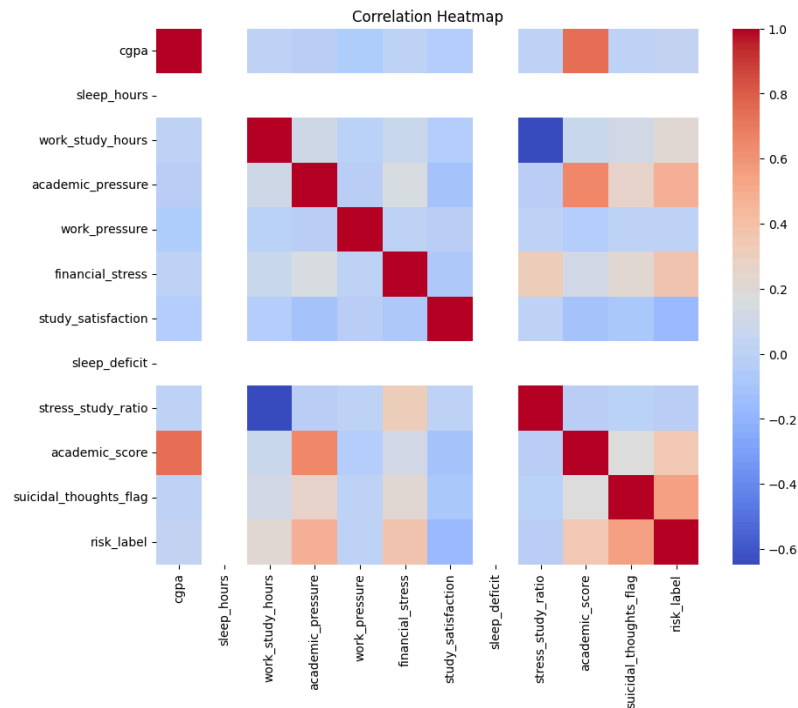 Correlation Heatmap
cgpa
sleep_hours
work_study_hours
academic_pressure
work_pressure
financial_stress
study_satisfaction
sleep_deficit
stress_study_ratio
academic_score
suicidal_thoughts_flag
risk_label
cgpa
sleep_hours
work_study_hours
academic_pressure
work_pressure
financial_stress
study_satisfaction
sleep_deficit
stress_study_ratio
academic_score
suicidal_thoughts_flag
risk_label
1.0
0.8
0.6
0.4
0.2
0.0
−0.2
−0.4
−0.6